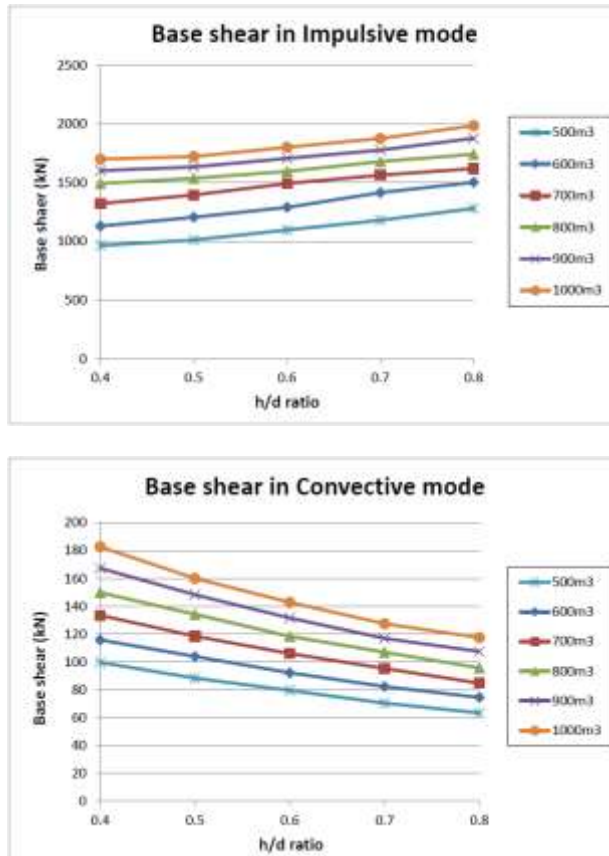 Base shear in Impulsive mode
2500
2000
1500
1000
500
0
Base shaer (kN)
0.4 0.5 0.6 0.7 0.8
h/d ratio
500m3
600m3
700m3
800m3
900m3
1000m3
Base shear in Convective mode
200
180
160
140
120
100
80
60
40
20
0
Base shear (kN)
0.4 0.5 0.6 0.7 0.8
h/d ratio
500m3
600m3
700m3
800m3
900m3
1000m3